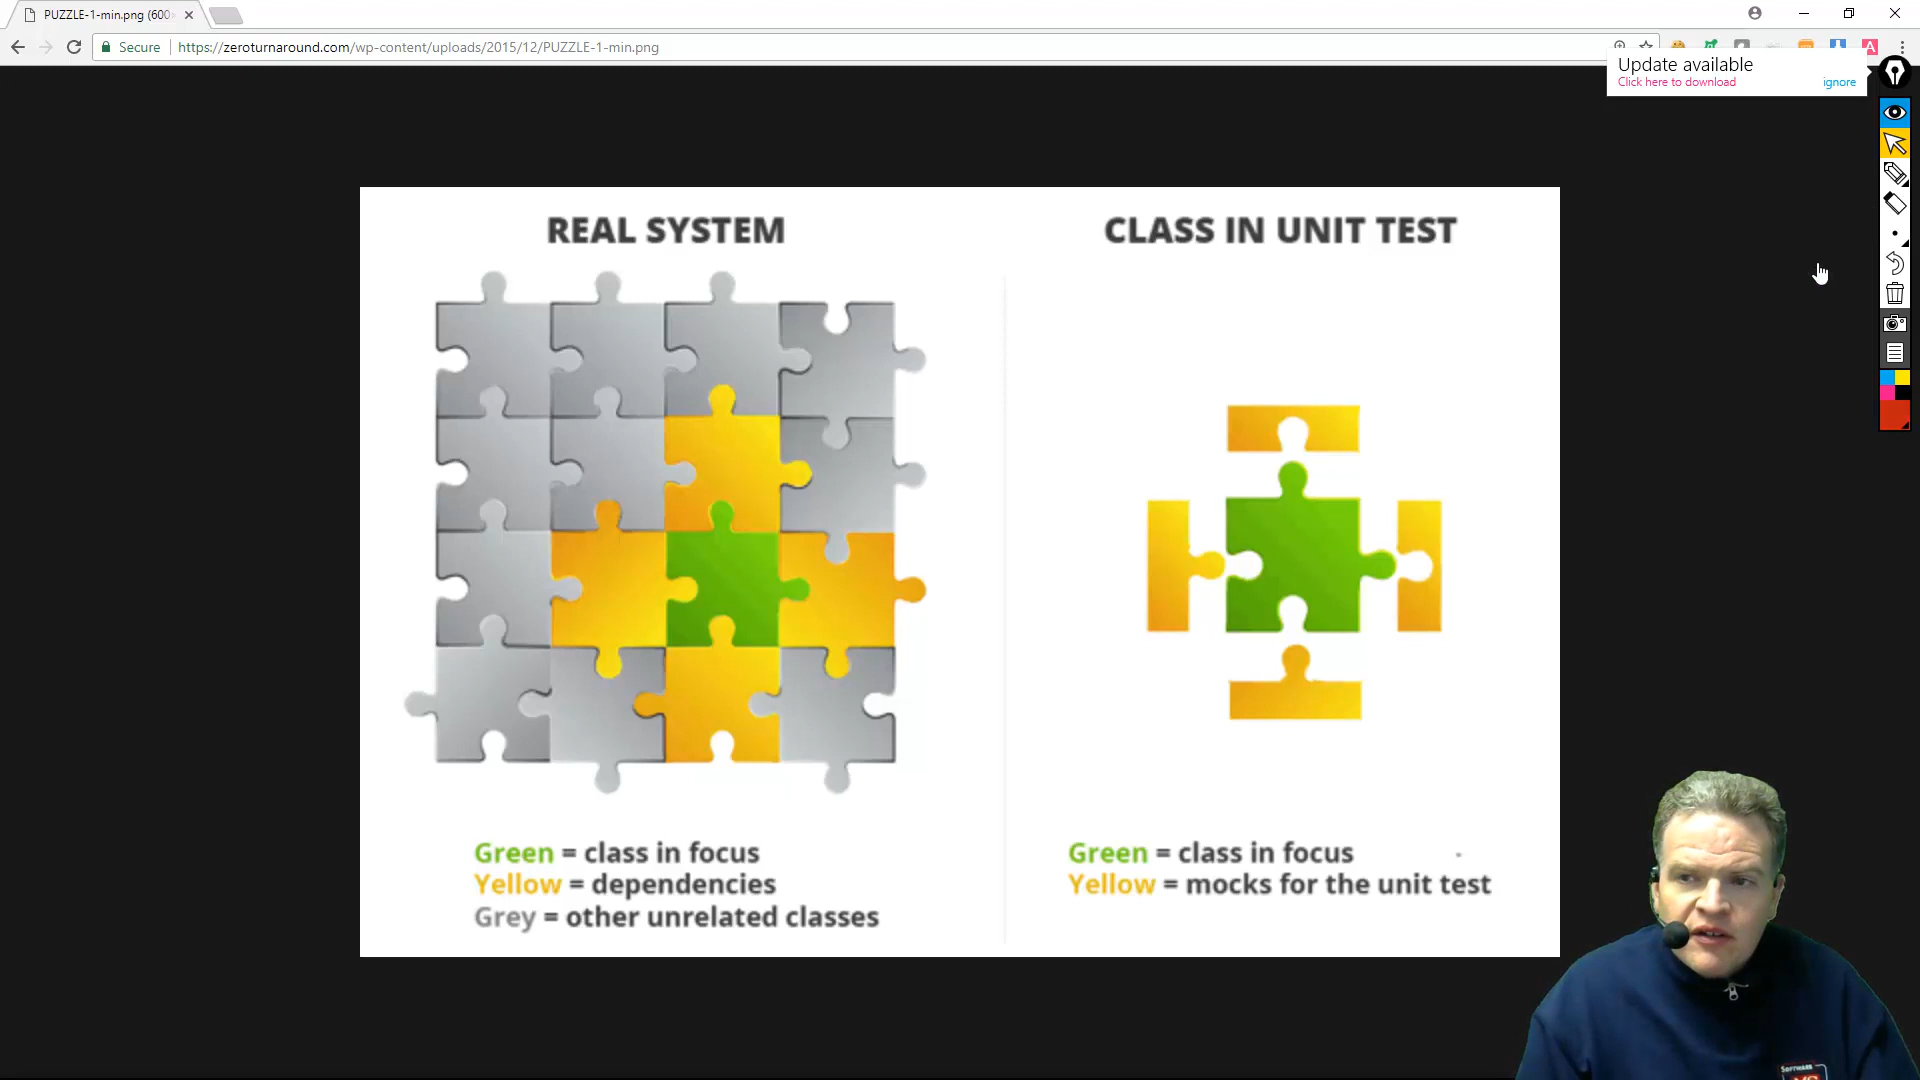 PUZZLE-1-min.png (600
Secure
https://zeroturnaround.com/wp-content/uploads/2015/12/PUZZLE-1-min.png
Update available
Click here to download
ignore
REAL SYSTEM
CLASS IN UNIT TEST
Green = class in focus
Yellow = dependencies
Grey = other unrelated classes
Green = class in focus
Yellow = mocks for the unit test
A
SOFTWARE